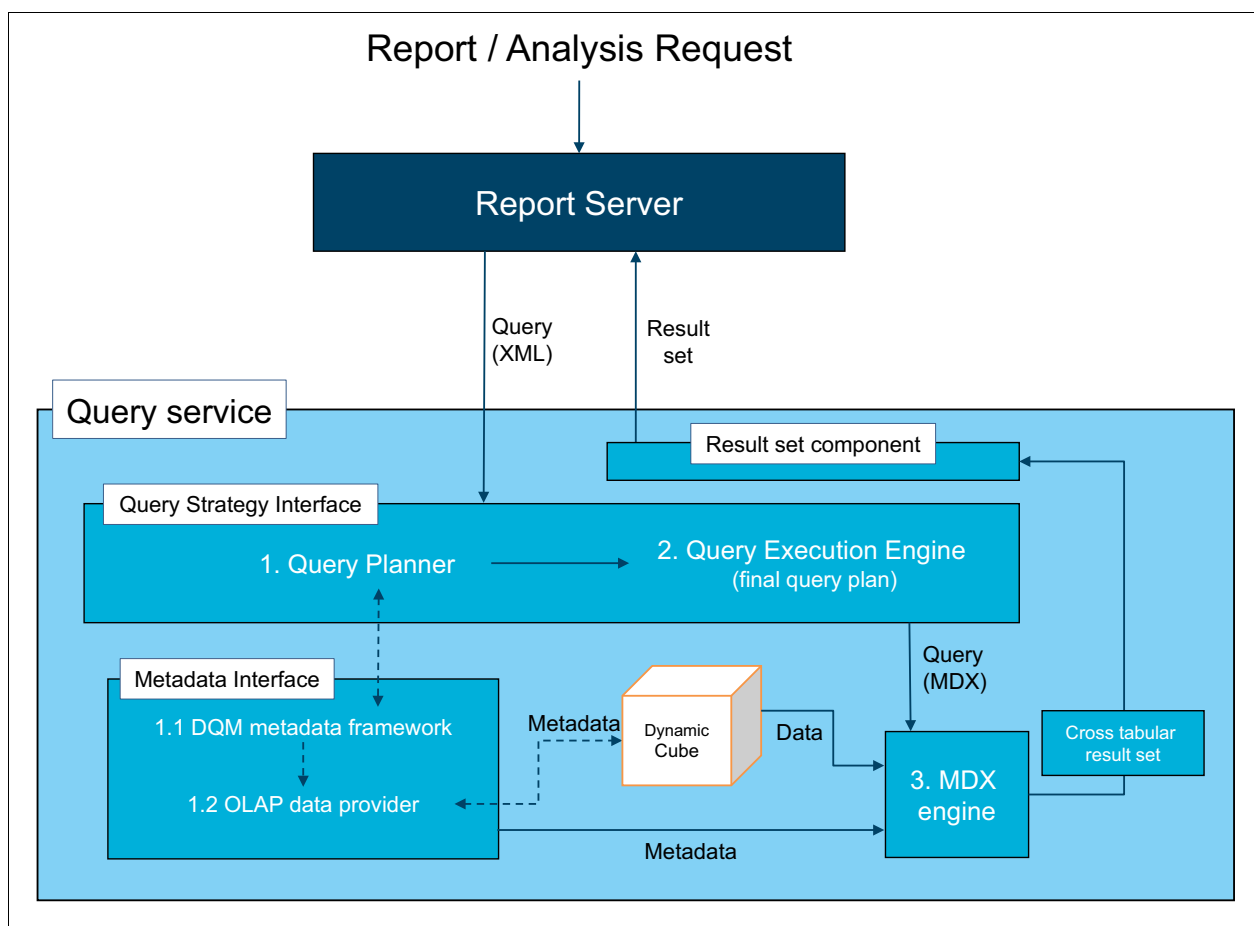 Report / Analysis Request
Report Server
Query
(XML)
Result
set
Query service
Result set component
Query Strategy Interface
1. Query Planner
2. Query Execution Engine
(final query plan)
Query
(MDX)
Metadata Interface
1.1 DQM metadata framework
1.2 OLAP data provider
Metadata
Dynamic
Cube
Data
Cross tabular
result set
3. MDX
engine
Metadata